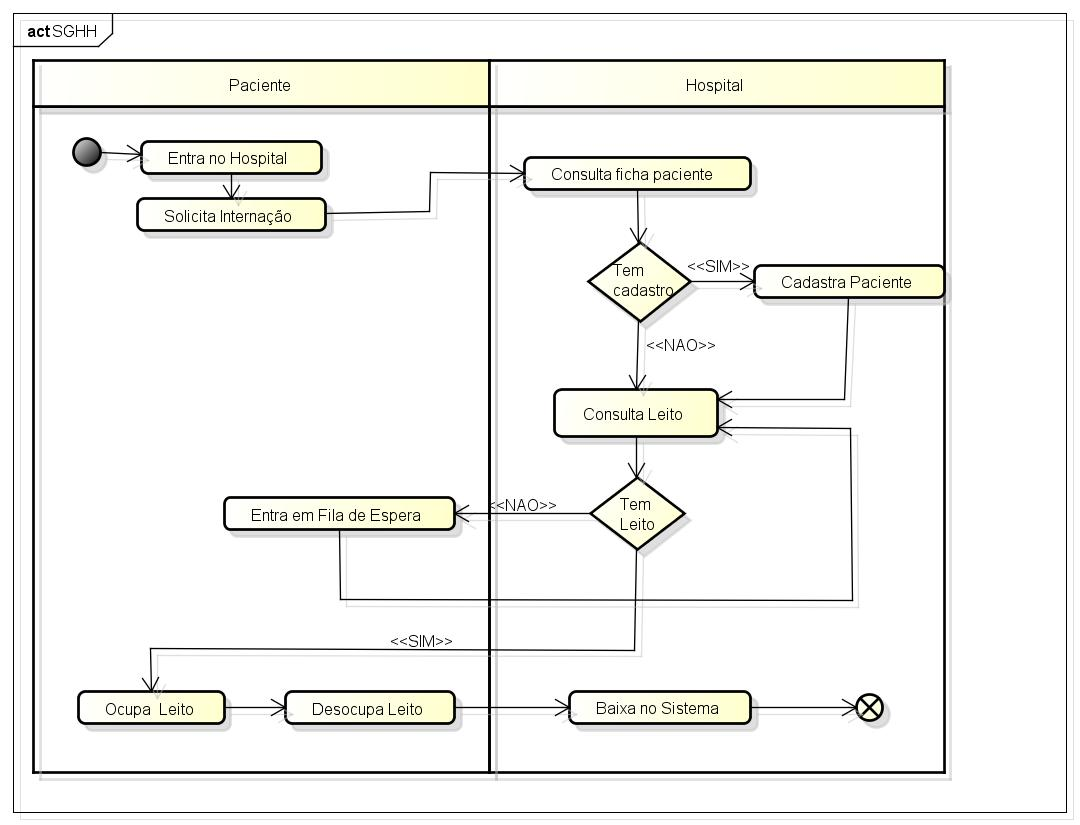 act SGHH
Paciente
Hospital
Entra no Hospital
Solicita Internação
Consulta ficha paciente
Tem
cadastro
<<SIM>>
Cadastra Paciente
<<NAO>>
Consulta Leito
Tem
Leito
<<NAO>>
Entra em Fila de Espera
<<SIM>>
Ocupa Leito
Desocupa Leito
Baixa no Sistema